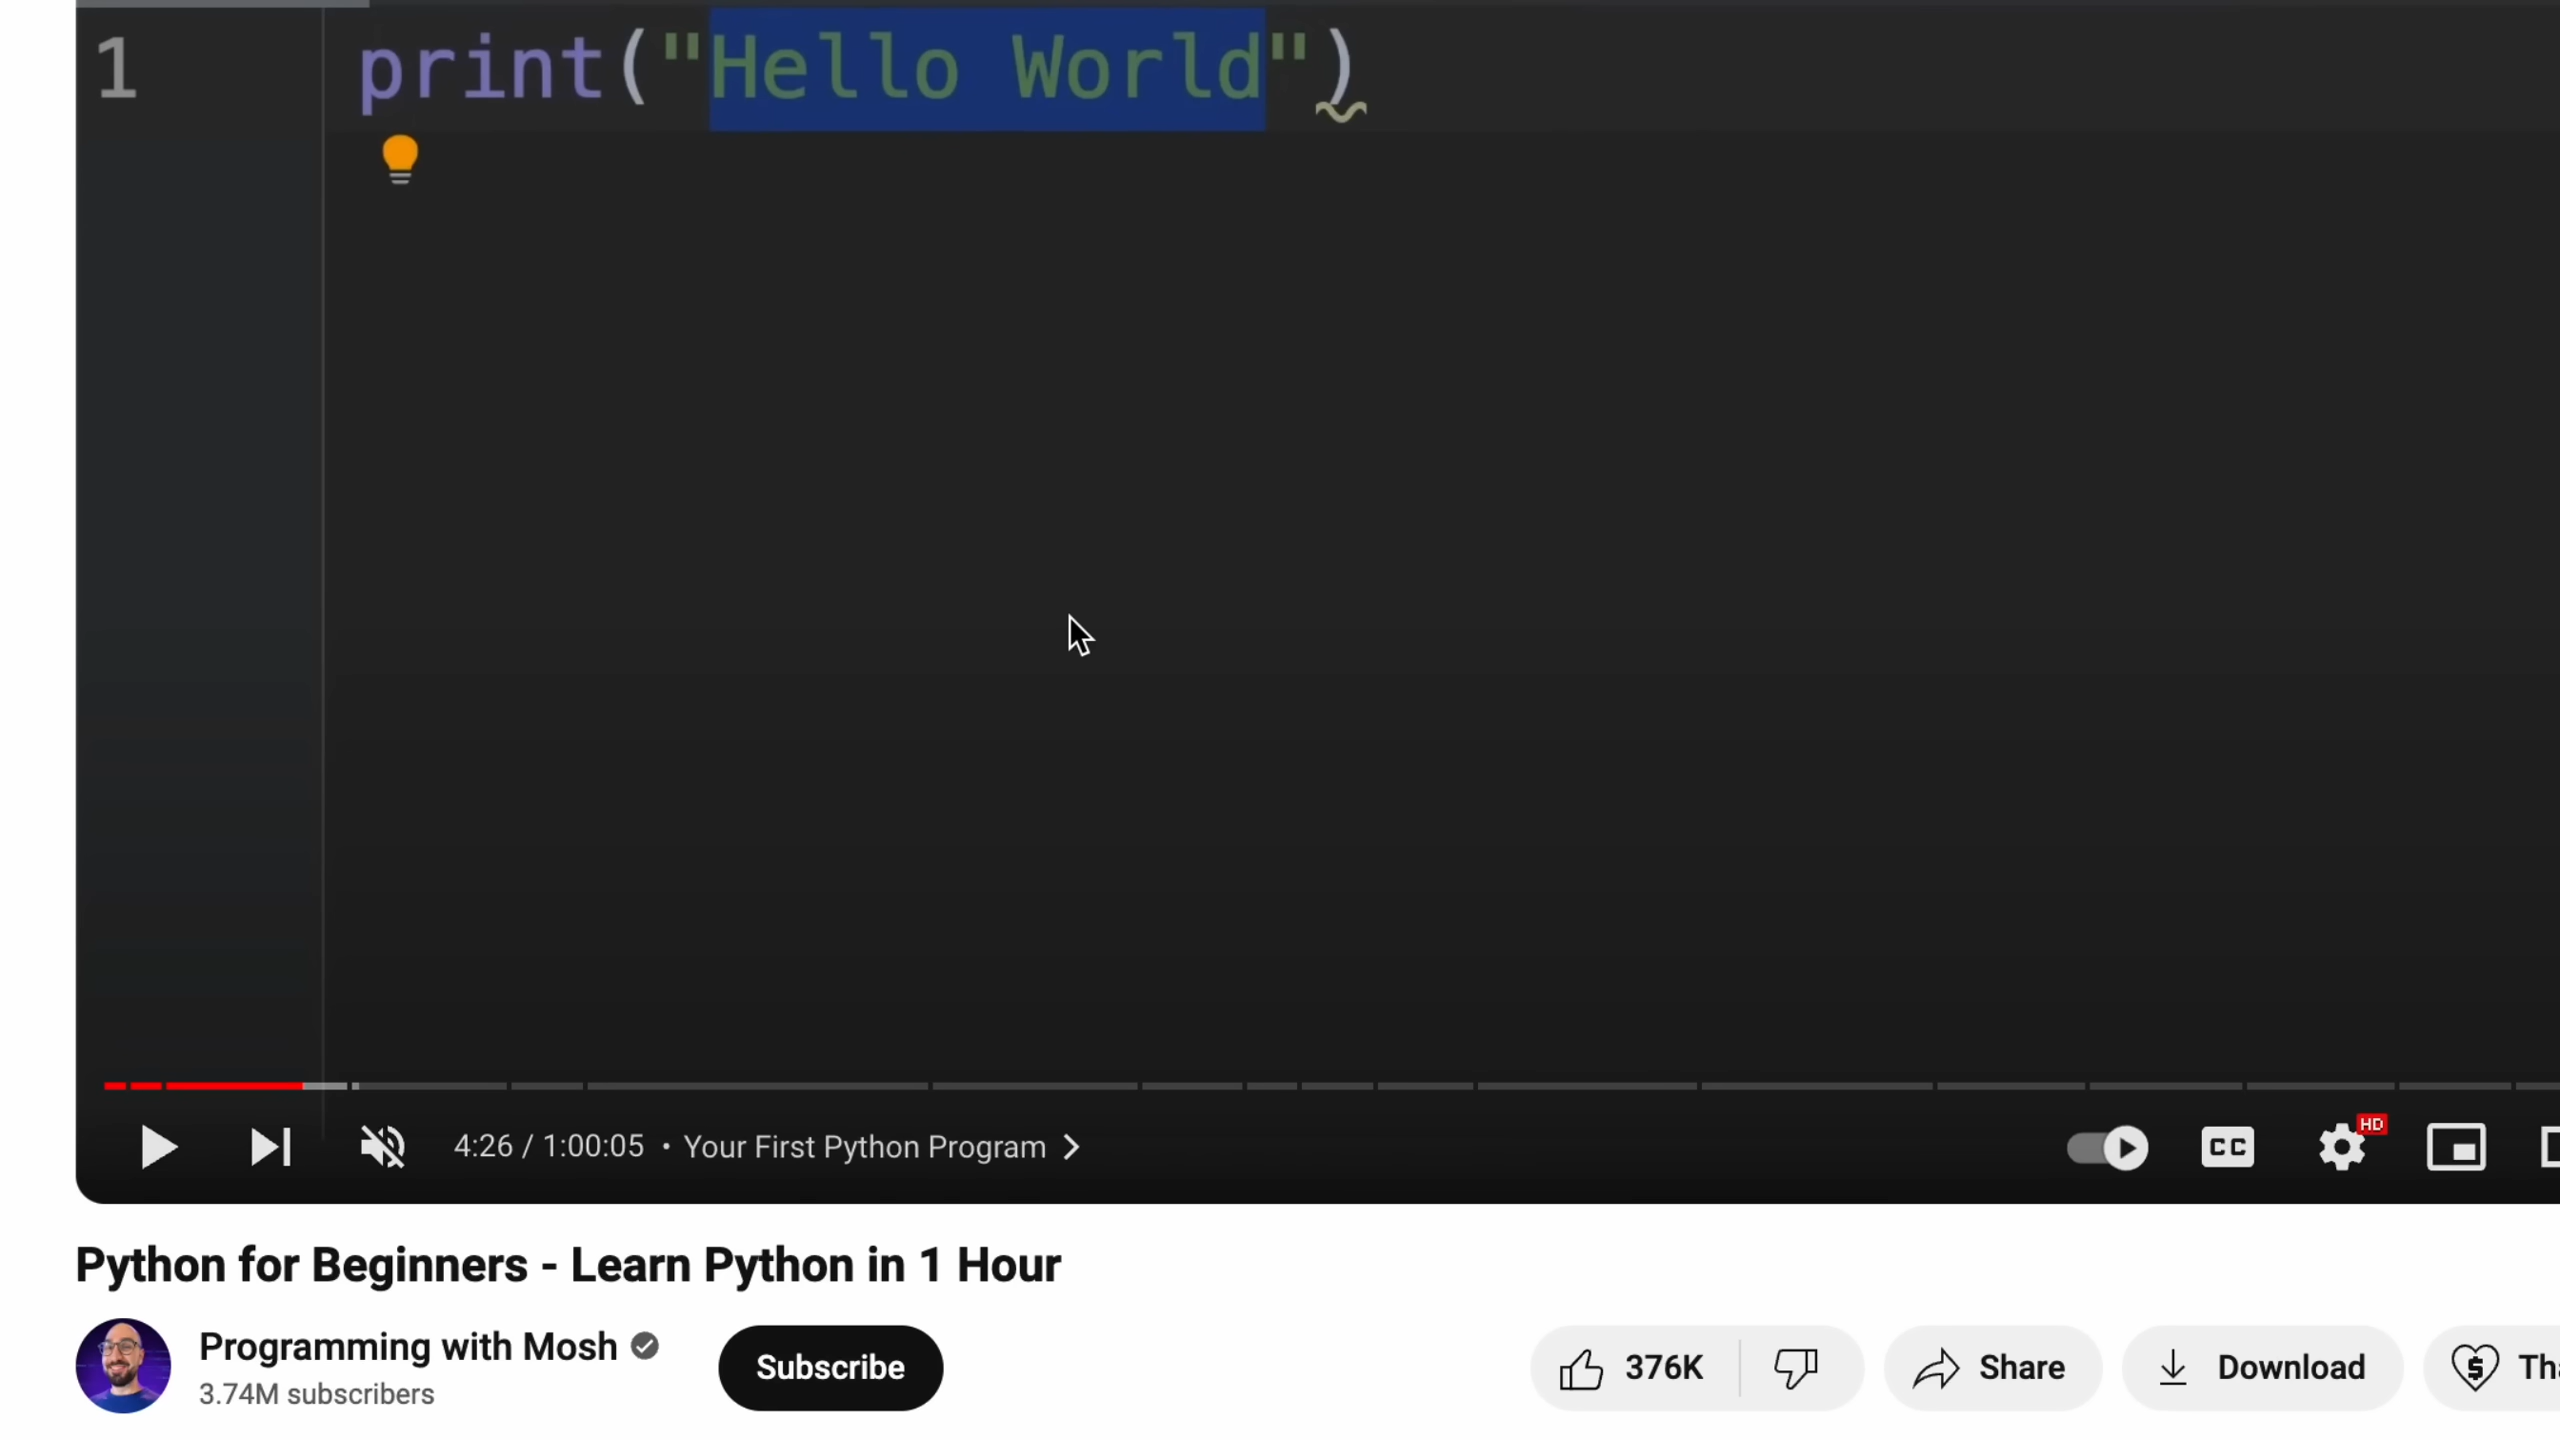 1 print("Hello World")
4:26 / 1:00:05 • Your First Python Program
CC HD
Python for Beginners - Learn Python in 1 Hour
Programming with Mosh
3.74M subscribers
Subscribe
376K Share Download